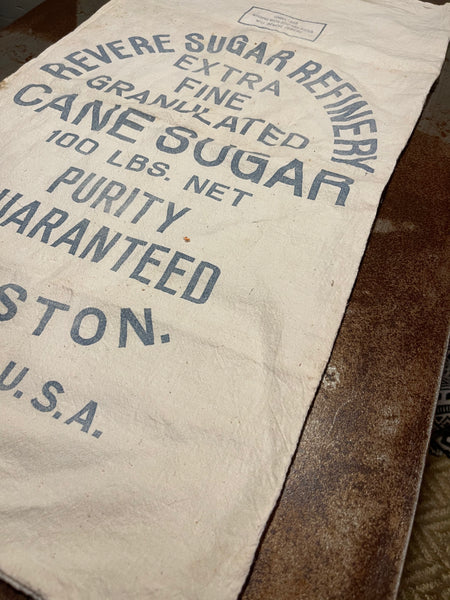 REVERE SUGAR REFINERY
EXTRA
FINE
GRANULATED
CANE SUGAR
100 LBS. NET
PURITY
UARANTEED
STON.
U.S.A.